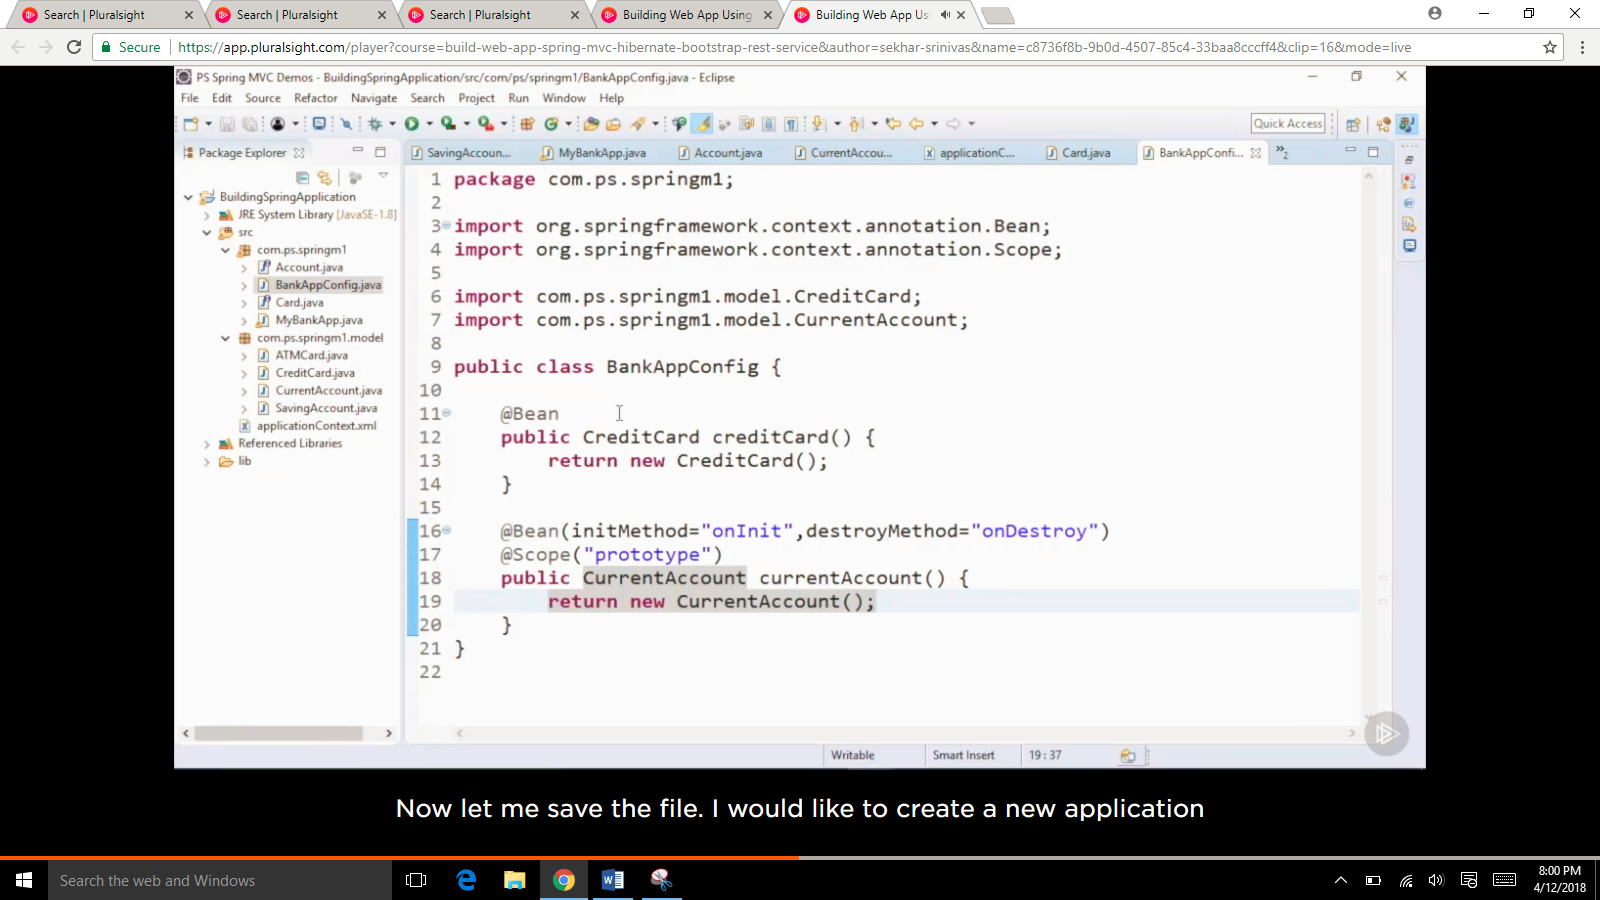 Search | Pluralsight
Search | Pluralsight
Search | Pluralsight
Building Web App Using
Building Web App Usi
Secure
https://app.pluralsight.com/player?course=build-web-app-spring-mvc-hibernate-bootstrap-rest-service&author=sekhar-srinivas&name=c8736f8b-9b0d-4507-85c4-33baa8cccff4&clip=16&mode=live
PS Spring MVC Demos - BuildingSpringApplication/src/com/ps/springm1/BankAppConfig.java - Eclipse
File Edit Source Refactor Navigate Search Project Run Window Help
Quick Access
Package Explorer
SavingAccoun...
MyBankApp.java
Account.java
CurrentAccou...
applicationC...
Card.java
BankAppConfi...
»2
BuildingSpringApplication
JRE System Library [JavaSE-1.8]
src
com.ps.springm1
Account.java
BankAppConfig.java
Card.java
MyBankApp.java
com.ps.springm1.model
ATMCard.java
CreditCard.java
CurrentAccount.java
SavingAccount.java
applicationContext.xml
Referenced Libraries
lib
1 package com.ps.springm1;
2
3 import org.springframework.context.annotation.Bean;
4 import org.springframework.context.annotation.Scope;
5
6 import com.ps.springm1.model.CreditCard;
7 import com.ps.springm1.model.CurrentAccount;
8
9 public class BankAppConfig {
10
11 @Bean
12 public CreditCard creditCard() {
13 return new CreditCard();
14 }
15
16 @Bean(initMethod="onInit",destroyMethod="onDestroy")
17 @Scope("prototype")
18 public CurrentAccount currentAccount() {
19 return new CurrentAccount();
20 }
21 }
22
Writable
Smart Insert
19 : 37
Now let me save the file. I would like to create a new application
Search the web and Windows
8:00 PM
4/12/2018